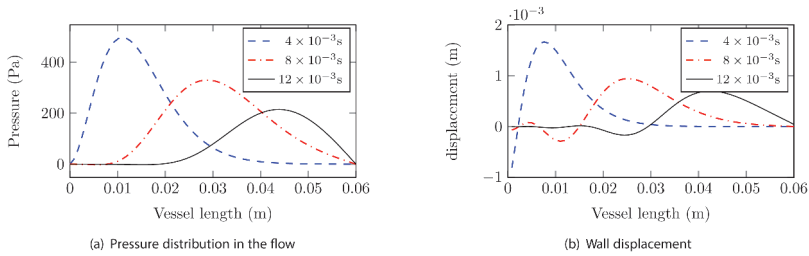 Pressure (Pa)
400
200
0
4 × 10⁻³s
8 × 10⁻³s
12 × 10⁻³s
0 0.01 0.02 0.03 0.04 0.05 0.06
Vessel length (m)
(a) Pressure distribution in the flow
·10⁻³
displacement (m)
2
1
0
−1
4 × 10⁻³s
8 × 10⁻³s
12 × 10⁻³s
0 0.01 0.02 0.03 0.04 0.05 0.06
Vessel length (m)
(b) Wall displacement